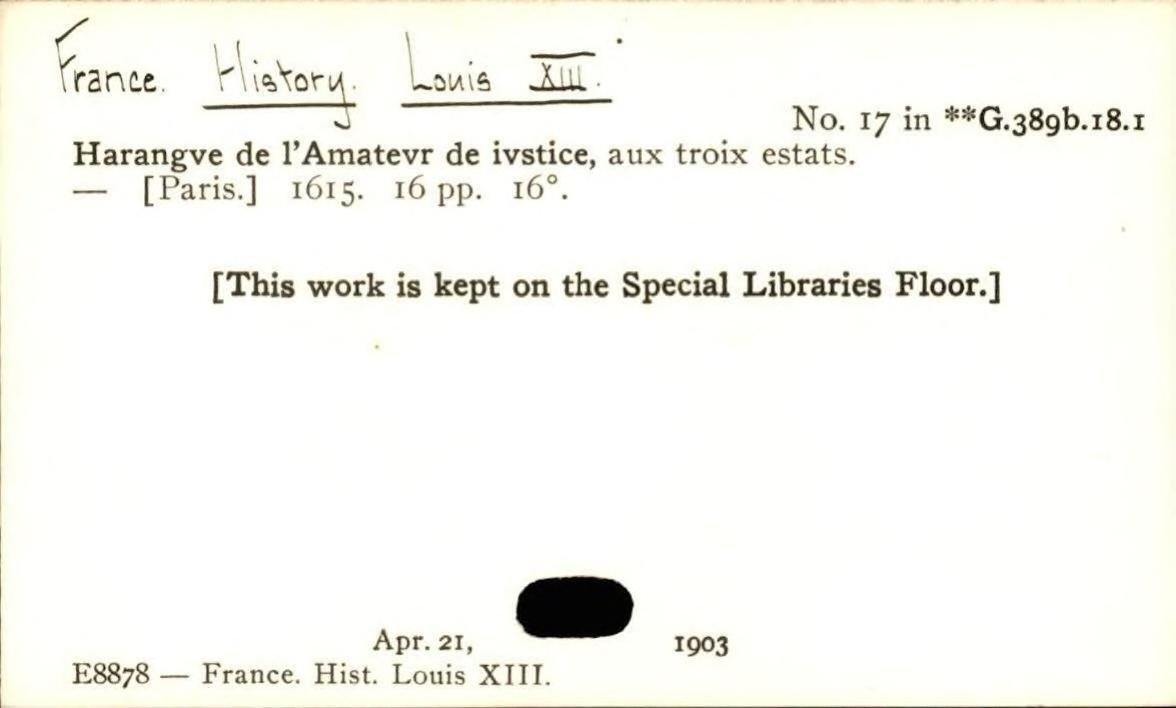 France. History. Louis XIII.
No. 17 in **G.389b.18.1
Harangve de l'Amatevr de ivstice, aux troix estats.
— [Paris.] 1615. 16 pp. 16°.
[This work is kept on the Special Libraries Floor.]
Apr. 21, 1903
E8878 — France. Hist. Louis XIII.